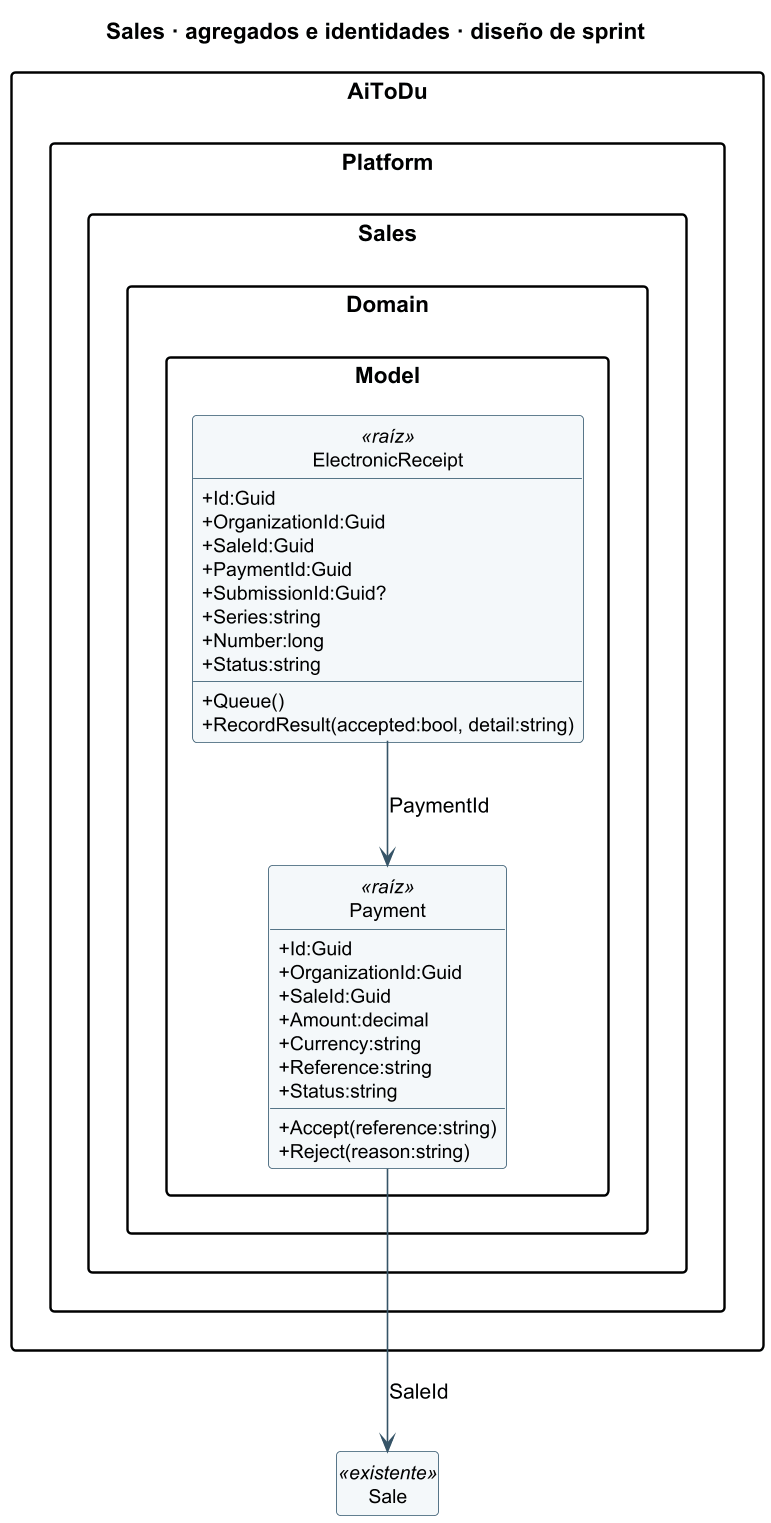 Sales · agregados e identidades · diseño de sprint
AiToDu
Platform
Sales
Domain
Model
«raíz»
ElectronicReceipt
+Id:Guid
+OrganizationId:Guid
+SaleId:Guid
+PaymentId:Guid
+SubmissionId:Guid?
+Series:string
+Number:long
+Status:string
+Queue()
+RecordResult(accepted:bool, detail:string)
PaymentId
«raíz»
Payment
+Id:Guid
+OrganizationId:Guid
+SaleId:Guid
+Amount:decimal
+Currency:string
+Reference:string
+Status:string
+Accept(reference:string)
+Reject(reason:string)
SaleId
«existente»
Sale